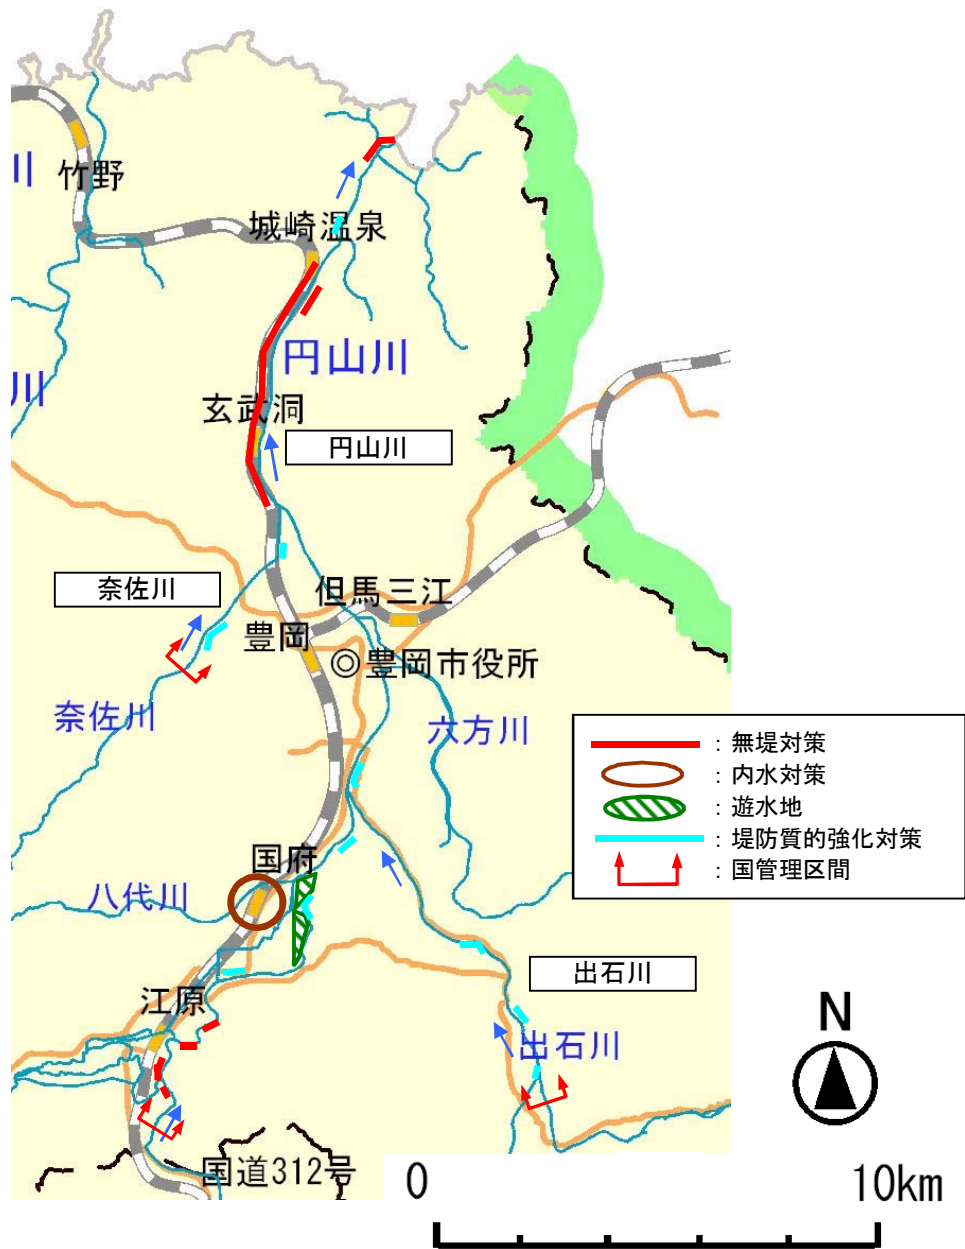 川
竹野
城崎温泉
円山川
川
玄武洞
円山川
奈佐川
但馬三江
豊岡
◎豊岡市役所
奈佐川
六方川
：無堤対策
：内水対策
：遊水地
：堤防質的強化対策
：国管理区間
国府
八代川
出石川
江原
出石川
N
国道312号
0
10km